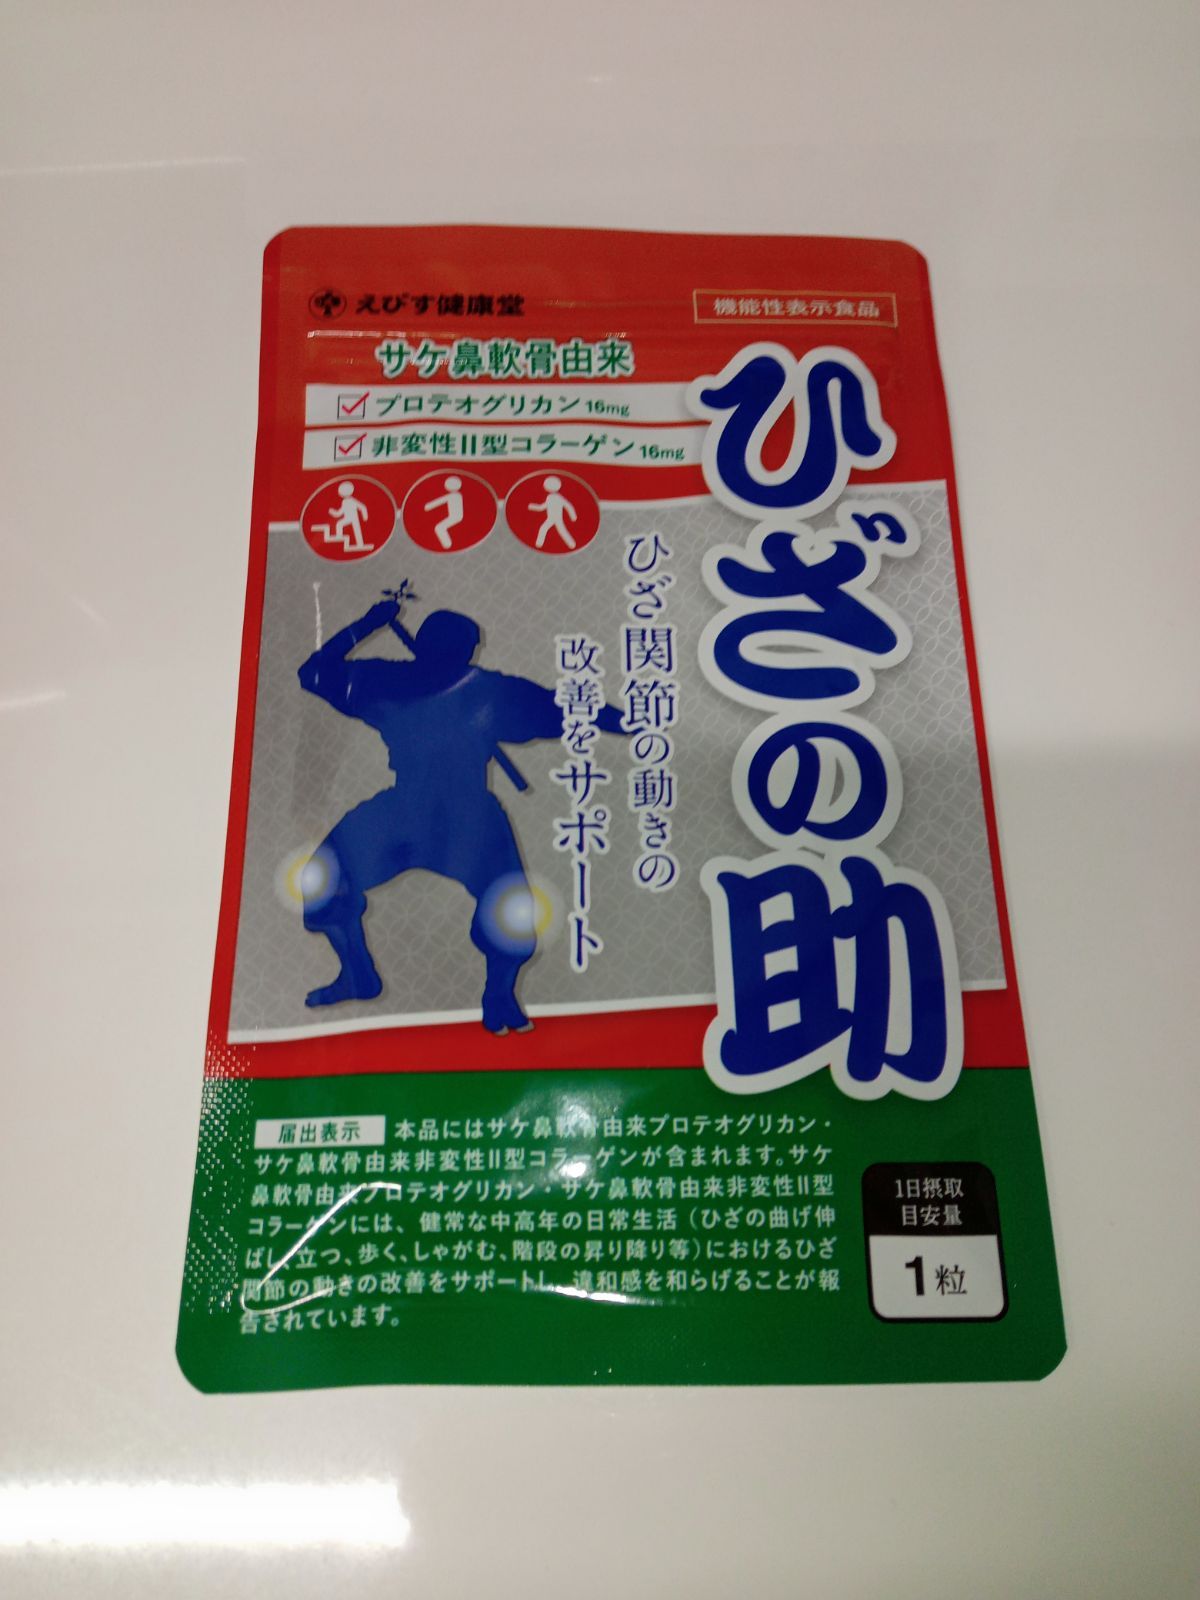 えびす健康堂
機能性表示食品
サケ鼻軟骨由来
プロテオグリカン 16mg
非変性II型コラーゲン 16mg
ひざの助
ひざ関節の動きの
改善をサポート
届出表示 本品にはサケ鼻軟骨由来プロテオグリカン・
サケ鼻軟骨由来非変性II型コラーゲンが含まれます。サケ
鼻軟骨由来プロテオグリカン・サケ鼻軟骨由来非変性II型
コラーゲンには、健常な中高年の日常生活（ひざの曲げ伸
ばし、立つ、歩く、しゃがむ、階段の昇り降り等）におけるひざ
関節の動きの改善をサポートし、違和感を和らげることが報
告されています。
1日摂取
目安量
1粒